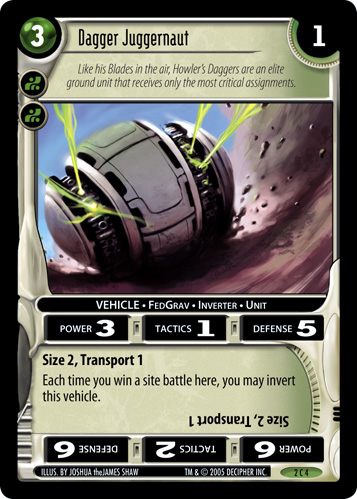 3
Dagger Juggernaut
1
Like his Blades in the air, Howler's Daggers are an elite
ground unit that receives only the most critical assignments.
VEHICLE • FEDGRAV • INVERTER • UNIT
POWER 3 TACTICS 1 DEFENSE 5
Size 2, Transport 1
Each time you win a site battle here, you may invert
this vehicle.
Size 2, Transport 1
POWER 6 TACTICS 2 DEFENSE 6
ILLUS. BY JOSHUA theJAMES SHAW TM & © 2005 DECIPHER INC. 2 C 4